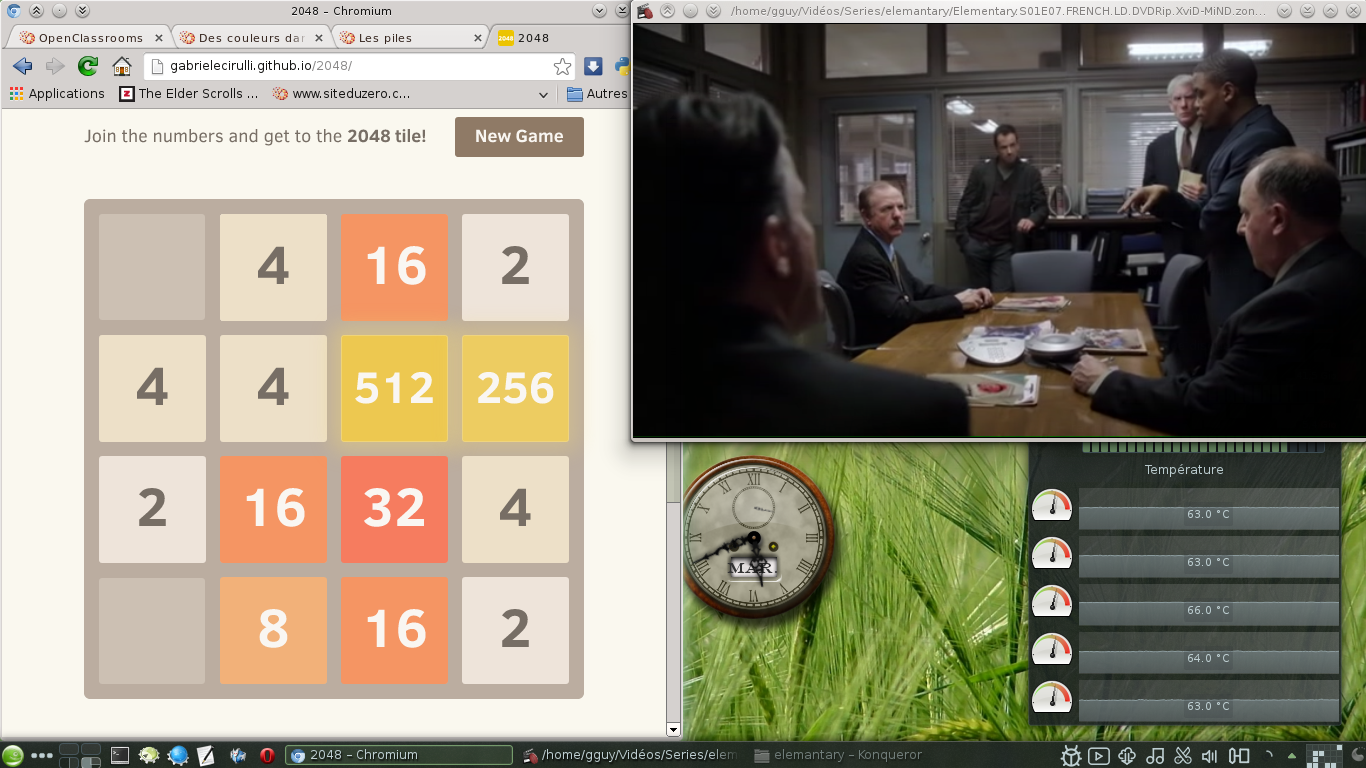 2048 – Chromium
OpenClassrooms
Des couleurs dar
Les piles
2048
2048
gabrielecirulli.github.io/2048/
Applications
The Elder Scrolls ...
www.siteduzero.c...
Autres
Join the numbers and get to the 2048 tile!
New Game
4 16 2
4 4 512 256
2 16 32 4
8 16 2
/home/gguy/Vidéos/Series/elemantary/Elementary.S01E07.FRENCH.LD.DVDRip.XviD-MiND.zon...
MAR.
Température
63.0 °C
63.0 °C
66.0 °C
64.0 °C
63.0 °C
2048 – Chromium
/home/gguy/Vidéos/Series/elem
elemantary – Konqueror